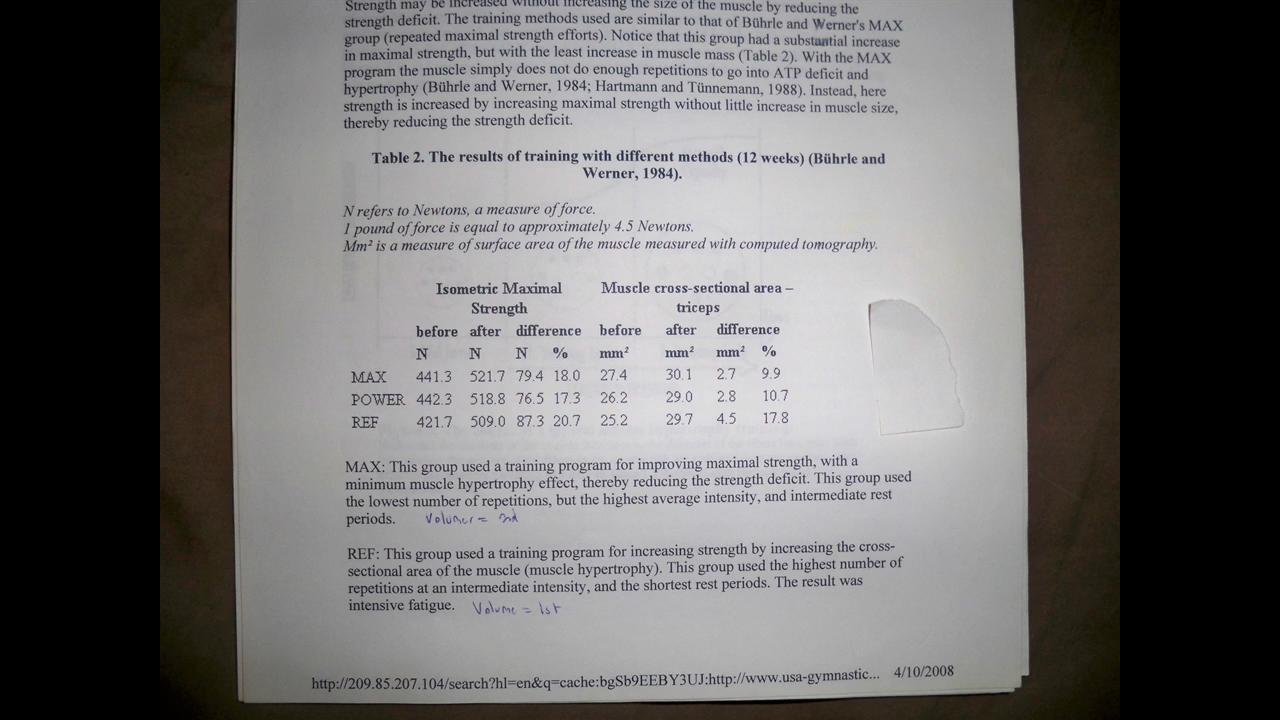 Strength may be increased without increasing the size of the muscle by reducing the
strength deficit. The training methods used are similar to that of Bührle and Werner's MAX
group (repeated maximal strength efforts). Notice that this group had a substantial increase
in maximal strength, but with the least increase in muscle mass (Table 2). With the MAX
program the muscle simply does not do enough repetitions to go into ATP deficit and
hypertrophy (Bührle and Werner, 1984; Hartmann and Tünnemann, 1988). Instead, here
strength is increased by increasing maximal strength without little increase in muscle size,
thereby reducing the strength deficit.
Table 2. The results of training with different methods (12 weeks) (Bührle and
Werner, 1984).
N refers to Newtons, a measure of force.
1 pound of force is equal to approximately 4.5 Newtons.
Mm² is a measure of surface area of the muscle measured with computed tomography.
Isometric Maximal Muscle cross-sectional area –
Strength triceps
before after difference before after difference
N N N % mm² mm² mm² %
MAX 441.3 521.7 79.4 18.0 27.4 30.1 2.7 9.9
POWER 442.3 518.8 76.5 17.3 26.2 29.0 2.8 10.7
REF 421.7 509.0 87.3 20.7 25.2 29.7 4.5 17.8
MAX: This group used a training program for improving maximal strength, with a
minimum muscle hypertrophy effect, thereby reducing the strength deficit. This group used
the lowest number of repetitions, but the highest average intensity, and intermediate rest
periods. Volume =
REF: This group used a training program for increasing strength by increasing the cross-
sectional area of the muscle (muscle hypertrophy). This group used the highest number of
repetitions at an intermediate intensity, and the shortest rest periods. The result was
intensive fatigue. Volume = 1st
http://209.85.207.104/search?hl=en&q=cache:bgSb9EEBY3UJ:http://www.usa-gymnastic... 4/10/2008